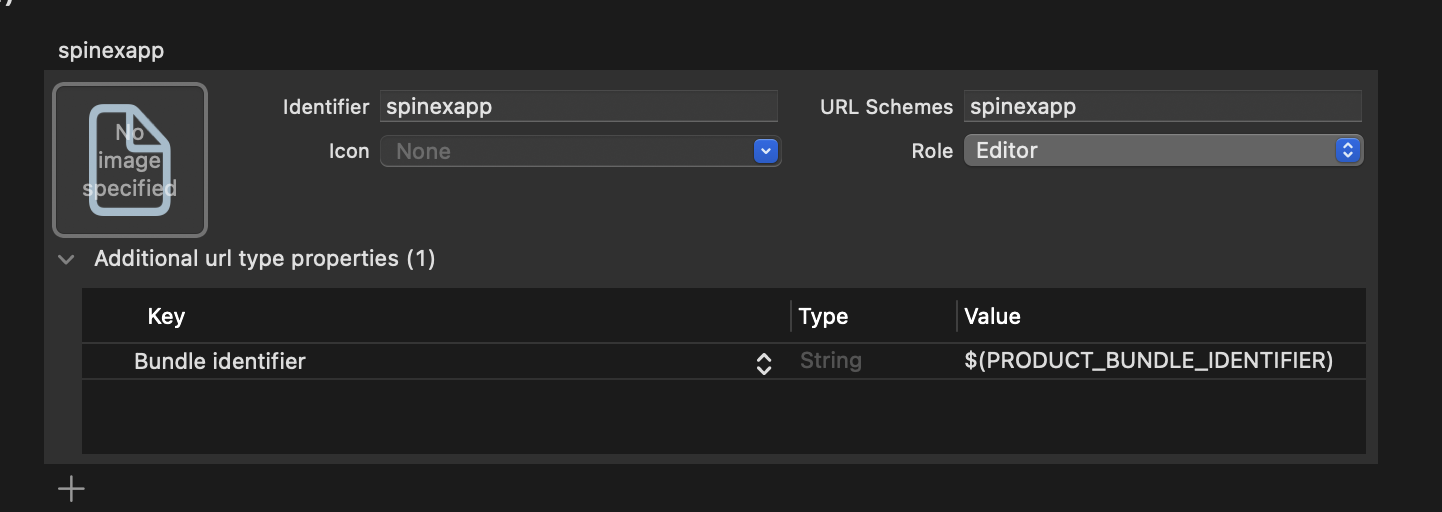 spinexapp
No
image
specified
Identifier spinexapp URL Schemes spinexapp
Icon None Role Editor
Additional url type properties (1)
Key Type Value
Bundle identifier String $(PRODUCT_BUNDLE_IDENTIFIER)